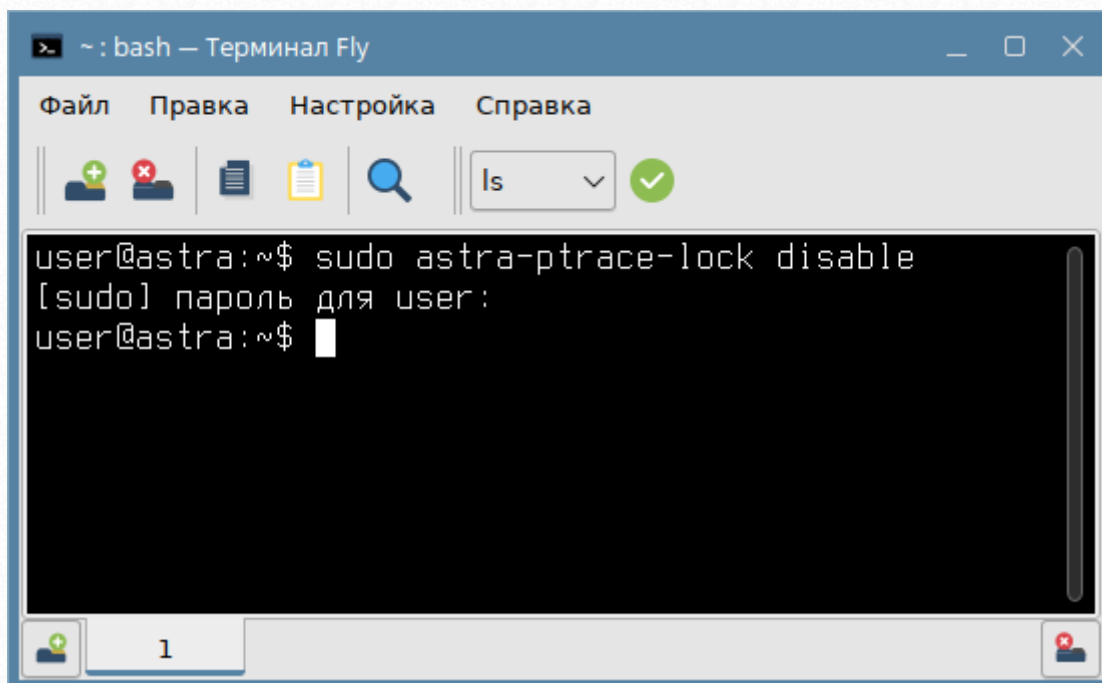 ~ : bash — Терминал Fly
Файл Правка Настройка Справка
ls
user@astra:~$ sudo astra-ptrace-lock disable
[sudo] пароль для user:
user@astra:~$
1